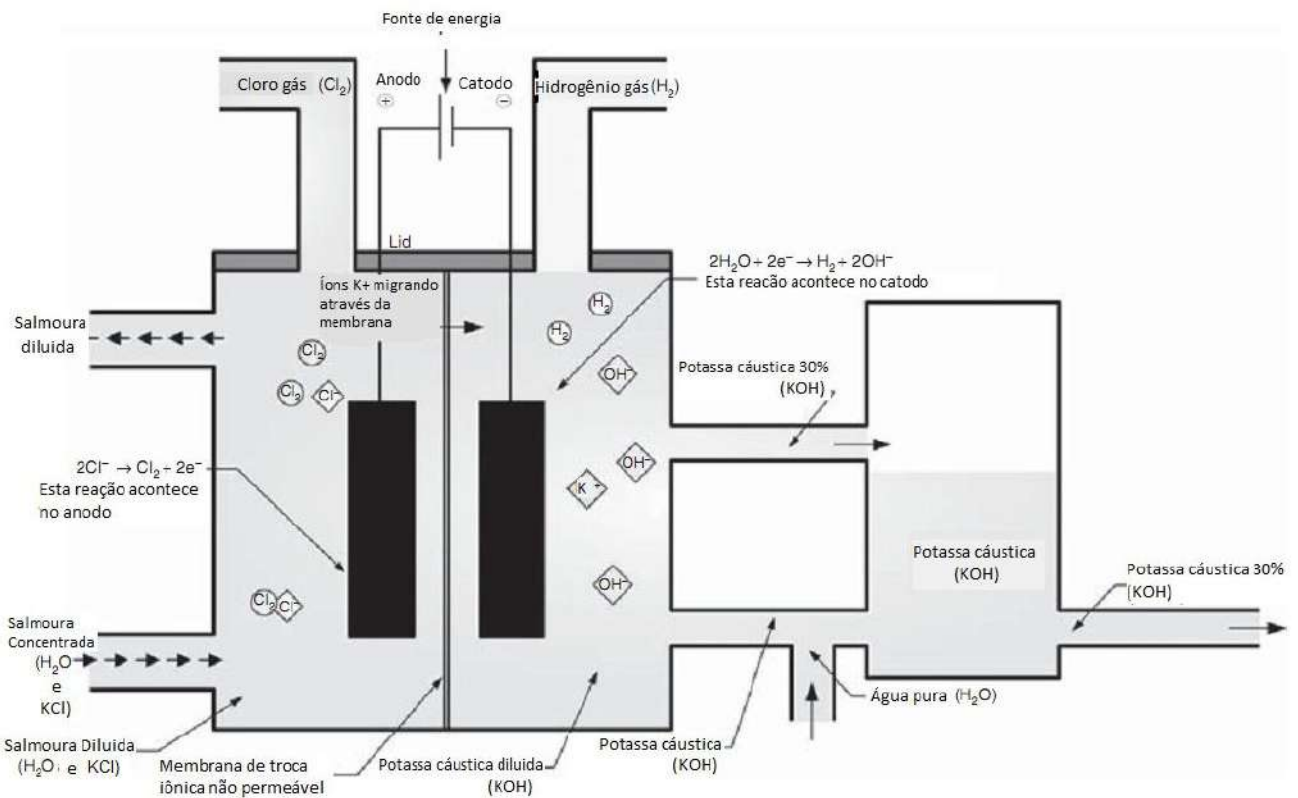 Fonte de energia
Cloro gás (Cl₂)
Anodo
Catodo
Hidrogênio gás (H₂)
+
−
Lid
2H₂O + 2e⁻ → H₂ + 2OH⁻
Esta reacão acontece no catodo
Íons K+ migrando
através da
membrana
H₂
H₂
Salmoura
diluida
Cl₂
Cl₂
Cl⁻
OH⁻
Potassa cáustica 30%
(KOH)
2Cl⁻ → Cl₂ + 2e⁻
Esta reação acontece
no anodo
OH⁻
K⁺
Potassa cáustica
(KOH)
Potassa cáustica 30%
(KOH)
OH⁻
Cl₂
Cl⁻
Salmoura
Concentrada
(H₂O
e
KCl)
Água pura (H₂O)
Salmoura Diluida
(H₂O e KCl)
Membrana de troca
iônica não permeável
Potassa cáustica diluida
(KOH)
Potassa cáustica
(KOH)